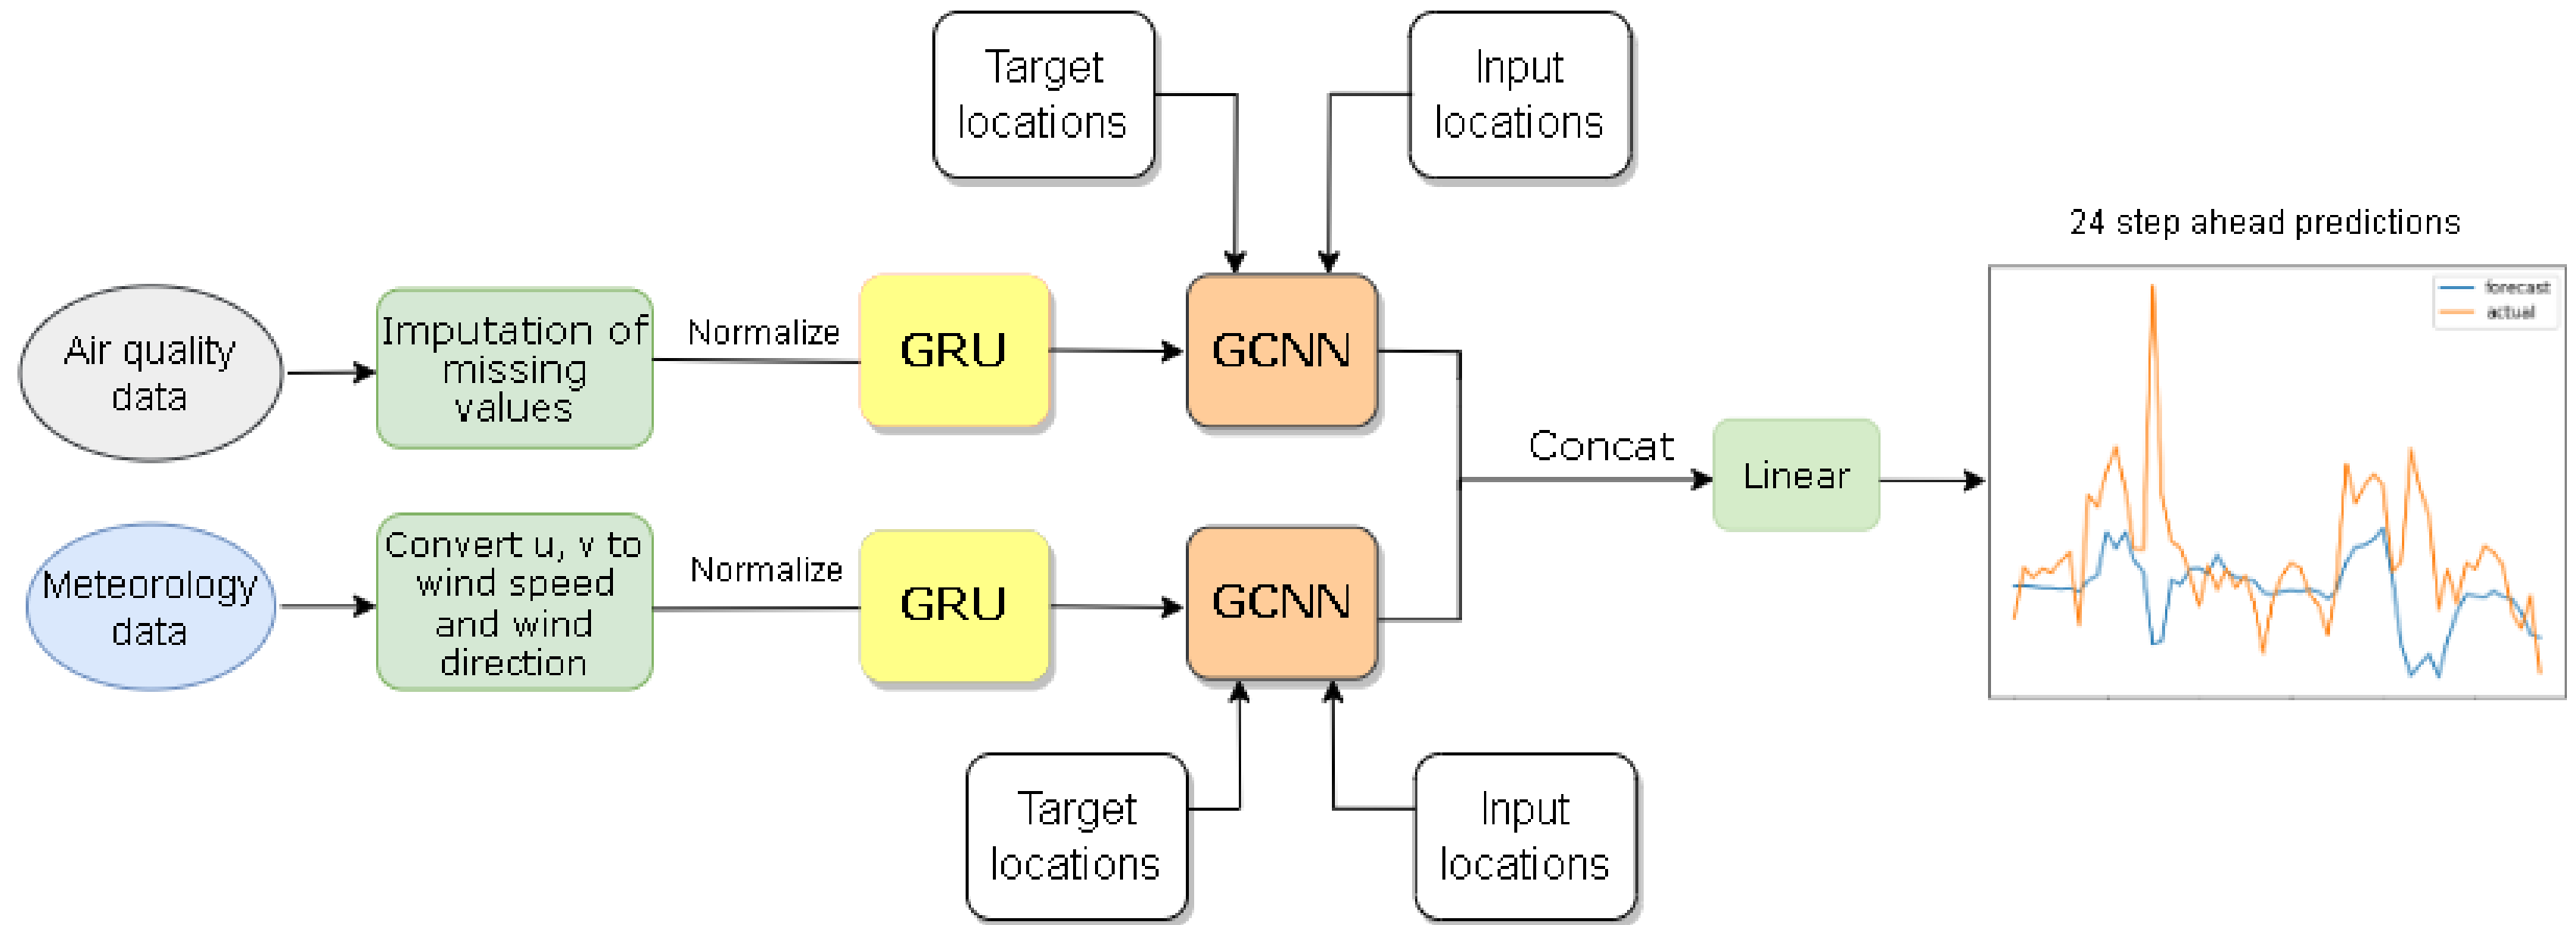 Target
locations
Input
locations
24 step ahead predictions
forecast
actual
Air quality
data
Imputation of
missing
values
Normalize
GRU
GCNN
Concat
Linear
Meteorology
data
Convert u, v to
wind speed
and wind
direction
Normalize
GRU
GCNN
Target
locations
Input
locations